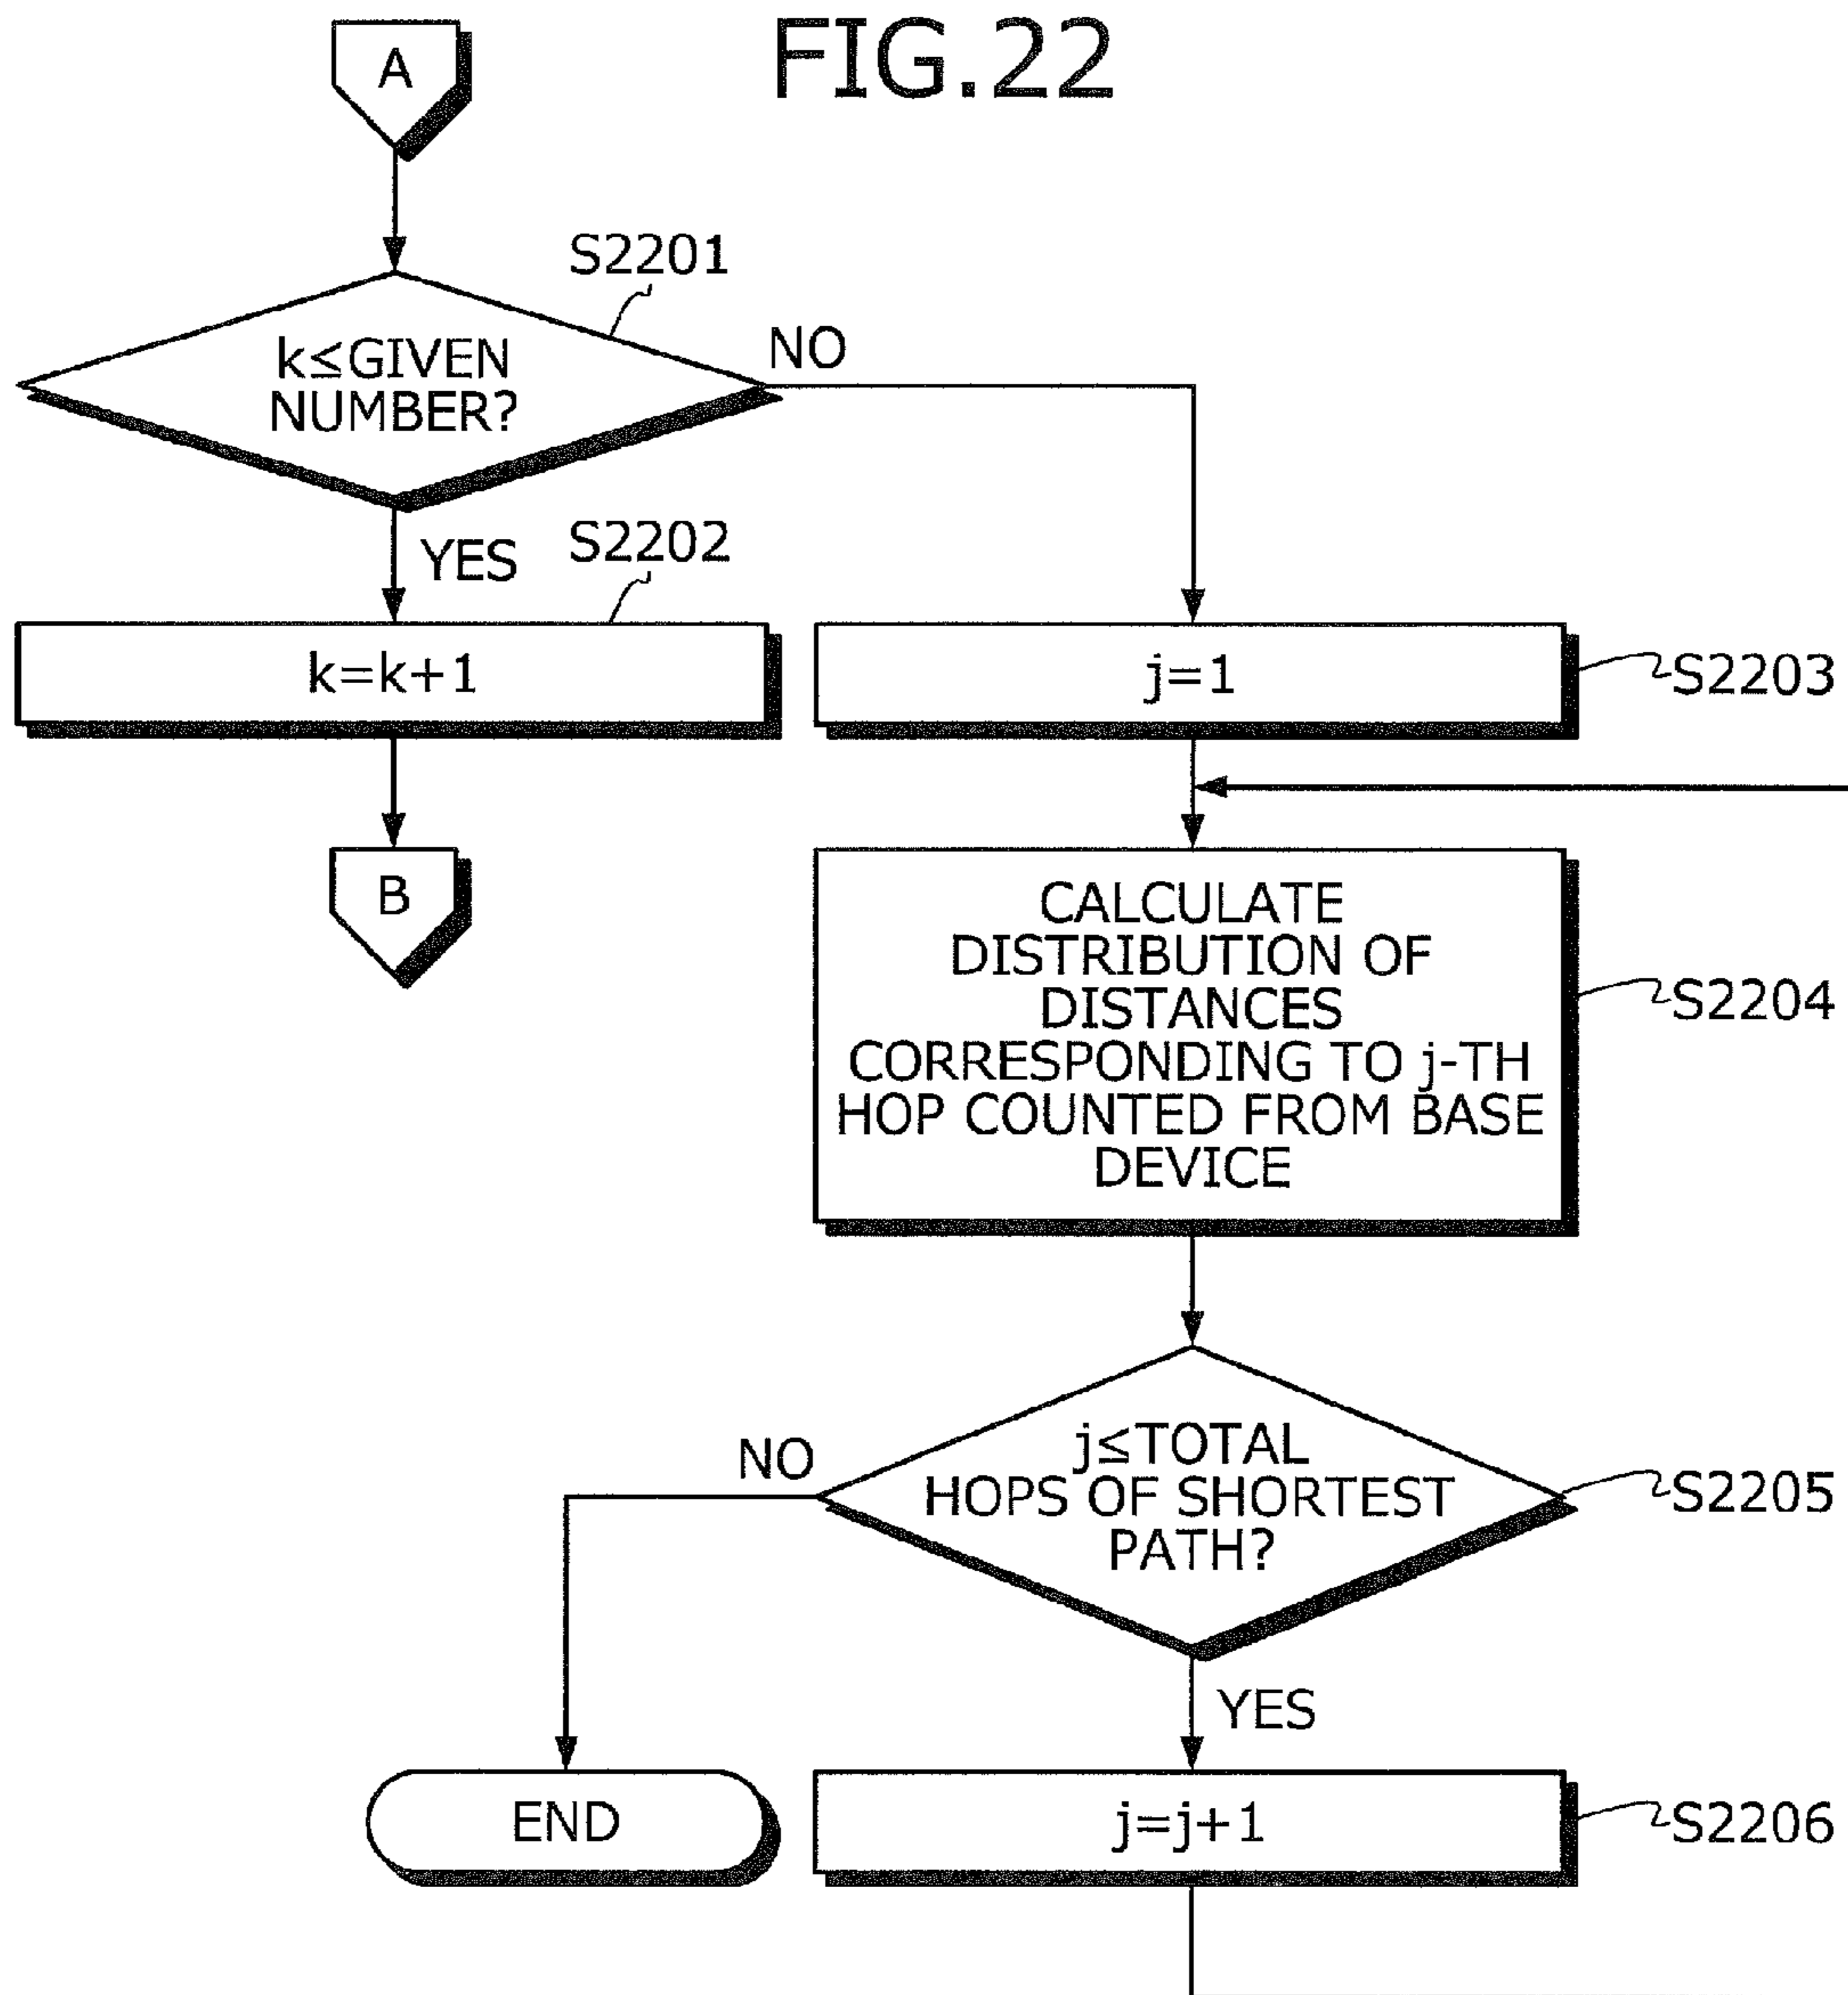 FIG.22
A
S2201
k≤GIVEN
NUMBER?
NO
YES
S2202
k=k+1
j=1
S2203
B
CALCULATE
DISTRIBUTION OF
DISTANCES
CORRESPONDING TO j-TH
HOP COUNTED FROM BASE
DEVICE
S2204
j≤TOTAL
HOPS OF SHORTEST
PATH?
S2205
NO
YES
END
j=j+1
S2206